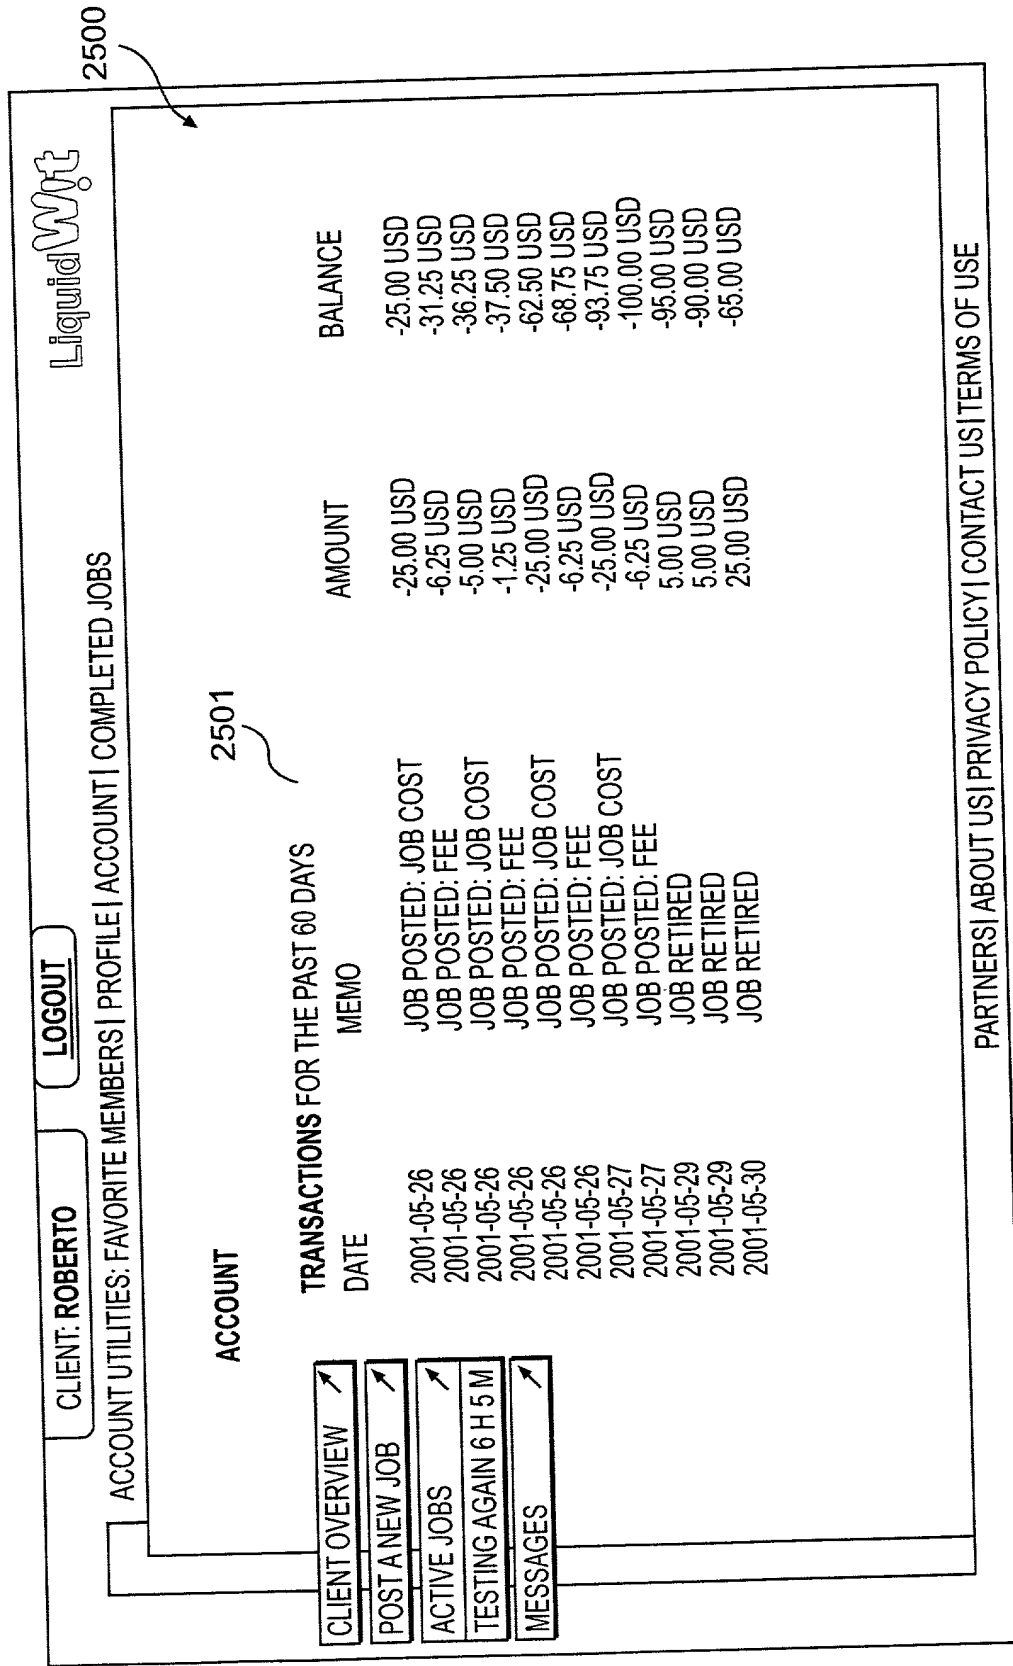 2500
CLIENT: ROBERTO
LOGOUT
LiquidWit
ACCOUNT UTILITIES: FAVORITE MEMBERS| PROFILE| ACCOUNT| COMPLETED JOBS
ACCOUNT
2501
CLIENT OVERVIEW
POST A NEW JOB
ACTIVE JOBS
TESTING AGAIN 6 H 5 M
MESSAGES
TRANSACTIONS FOR THE PAST 60 DAYS
DATE MEMO AMOUNT BALANCE
2001-05-26 JOB POSTED: JOB COST -25.00 USD -25.00 USD
2001-05-26 JOB POSTED: FEE -6.25 USD -31.25 USD
2001-05-26 JOB POSTED: JOB COST -5.00 USD -36.25 USD
2001-05-26 JOB POSTED: FEE -1.25 USD -37.50 USD
2001-05-26 JOB POSTED: JOB COST -25.00 USD -62.50 USD
2001-05-26 JOB POSTED: FEE -6.25 USD -68.75 USD
2001-05-27 JOB POSTED: JOB COST -25.00 USD -93.75 USD
2001-05-27 JOB POSTED: FEE -6.25 USD -100.00 USD
2001-05-29 JOB RETIRED 5.00 USD -95.00 USD
2001-05-29 JOB RETIRED 5.00 USD -90.00 USD
2001-05-30 JOB RETIRED 25.00 USD -65.00 USD
PARTNERS| ABOUT US| PRIVACY POLICY| CONTACT US| TERMS OF USE